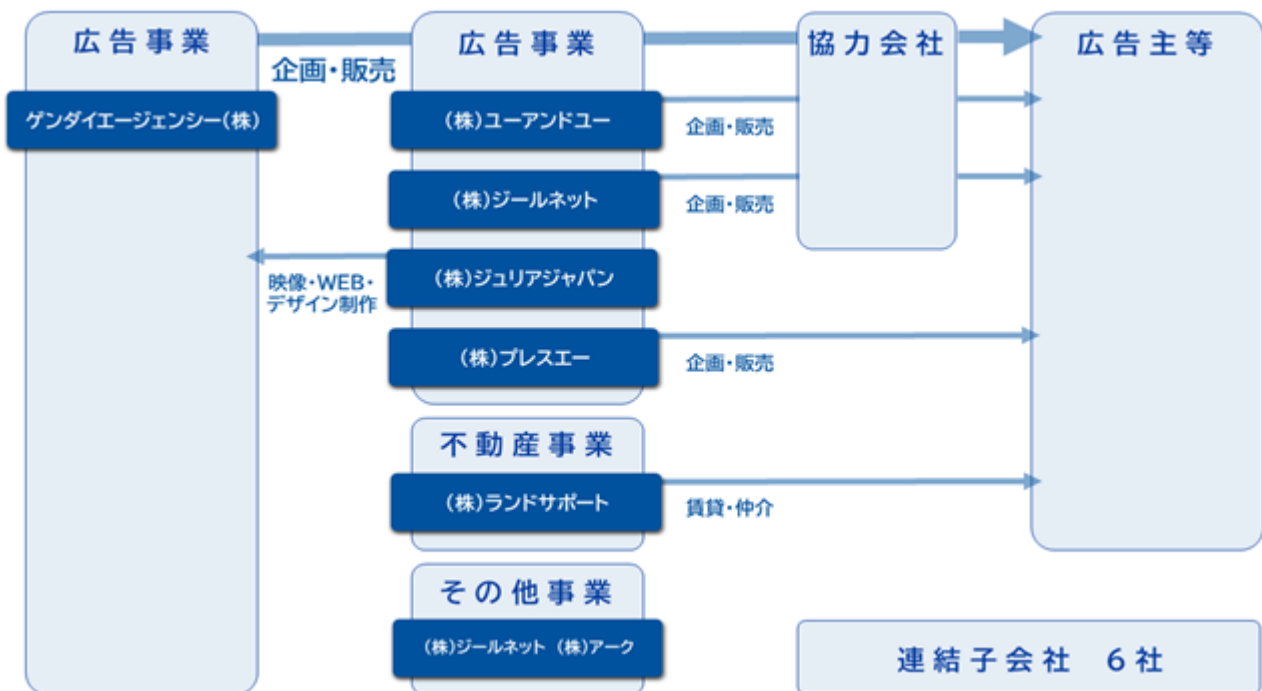 広告事業
企画・販売
広告事業
協力会社
広告主等
ゲンダイエージェンシー(株)
(株)ユーアンドユー
企画・販売
(株)ジールネット
企画・販売
(株)ジュリアジャパン
映像・WEB・
デザイン制作
(株)プレスエー
企画・販売
不動産事業
(株)ランドサポート
賃貸・仲介
その他事業
(株)ジールネット (株)アーク
連結子会社 6社